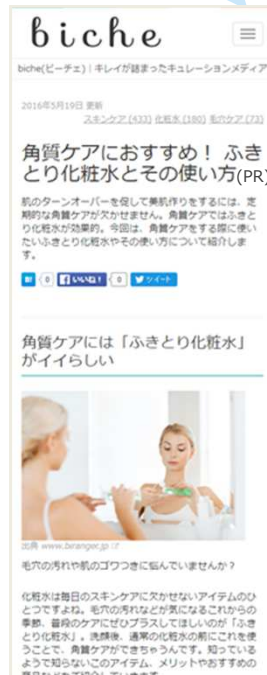 biche
biche(ビーチェ)｜キレイが詰まったキュレーションメディア
2016年5月19日 更新
スキンケア (433) 化粧水 (180) 毛穴ケア (73)
角質ケアにおすすめ！ ふき
とり化粧水とその使い方(PR)
肌のターンオーバーを促して美肌作りをするには、定
期的な角質ケアが欠かせません。角質ケアではふきと
り化粧水が効果的。今回は、角質ケアをする際に使い
たいふきとり化粧水やその使い方について紹介しま
す。
B! 0 いいね！ 0 ツイート
角質ケアには「ふきとり化粧水」
がイイらしい
出典 www.biranger.jp
毛穴の汚れや肌のゴワつきに悩んでいませんか？
化粧水は毎日のスキンケアに欠かせないアイテムのひ
とつですよね。毛穴の汚れなどが気になるこれからの
季節、普段のケアにぜひプラスしてほしいのが「ふき
とり化粧水」。洗顔後、通常の化粧水の前にこれを使
うことで、角質ケアができちゃうんです。知っている
ようで知らないこのアイテム、メリットやおすすめの